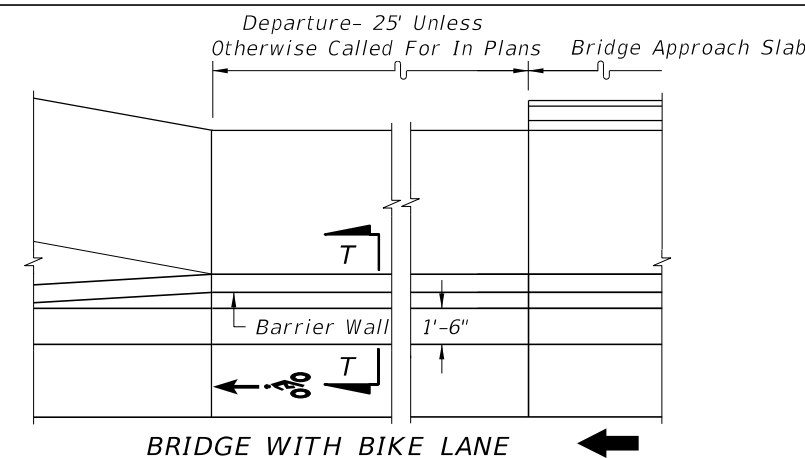 Departure- 25' Unless
Otherwise Called For In Plans
Bridge Approach Slab
T
Barrier Wall
1'-6"
T
BRIDGE WITH BIKE LANE